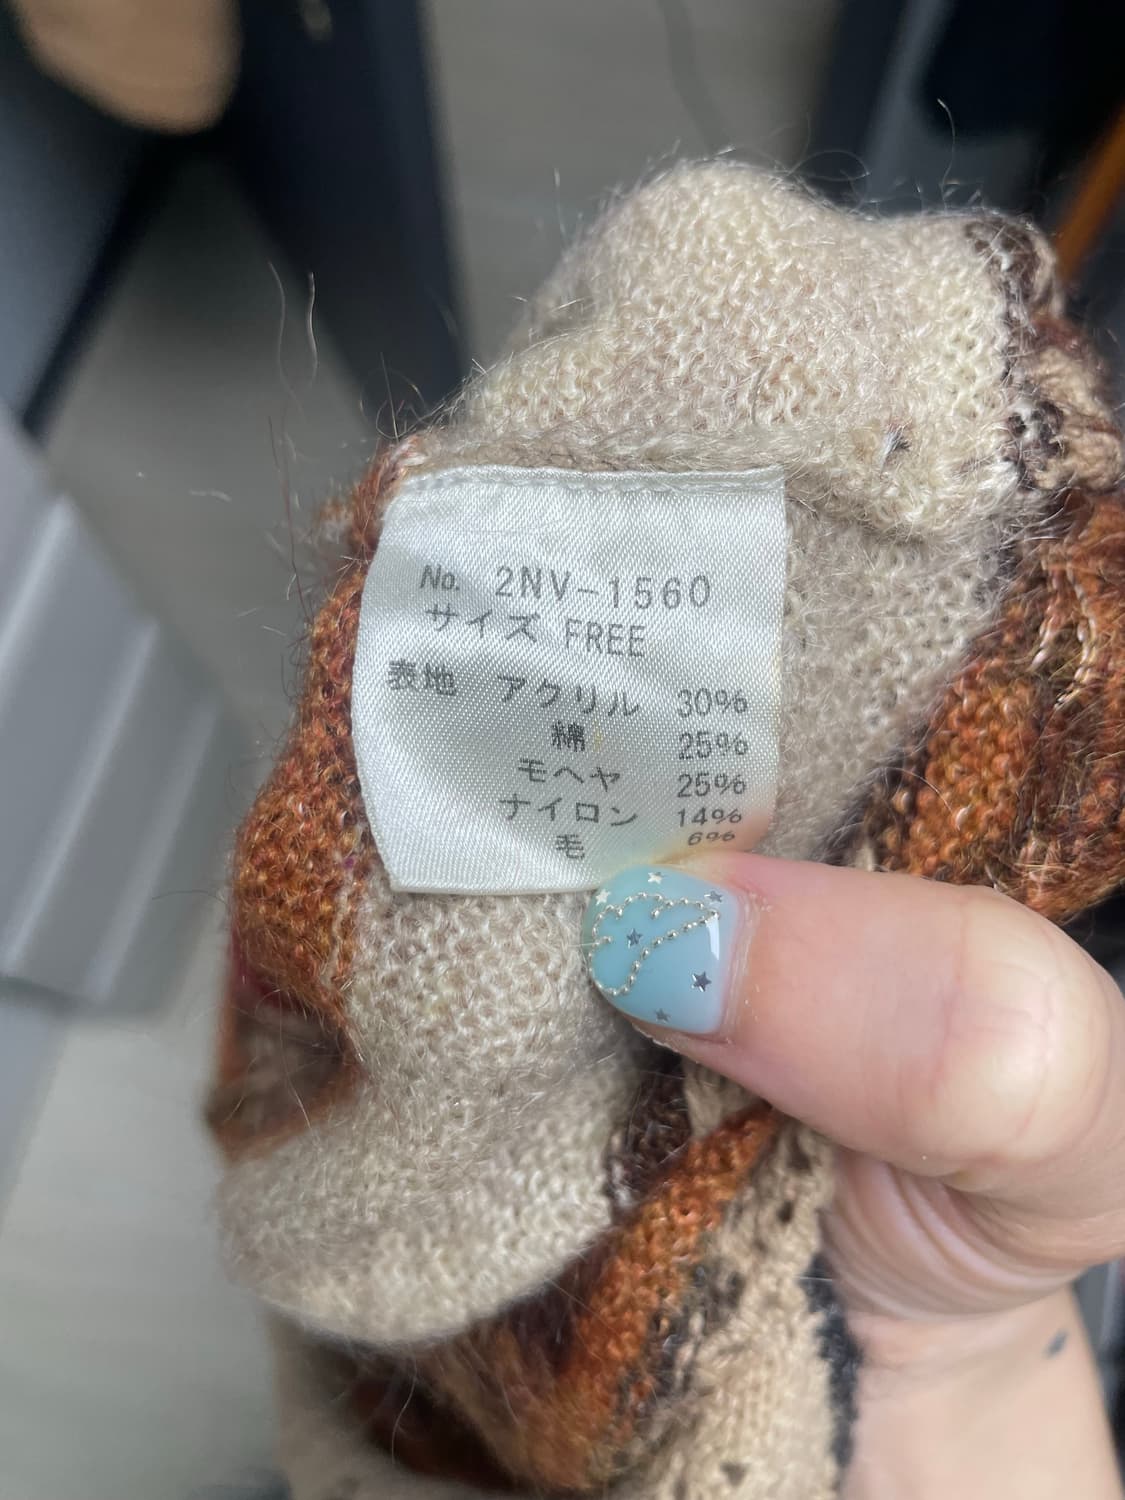 No. 2NV-1560
サイズ FREE
表地 アクリル 30%
綿 25%
モヘヤ 25%
ナイロン 14%
毛 6%